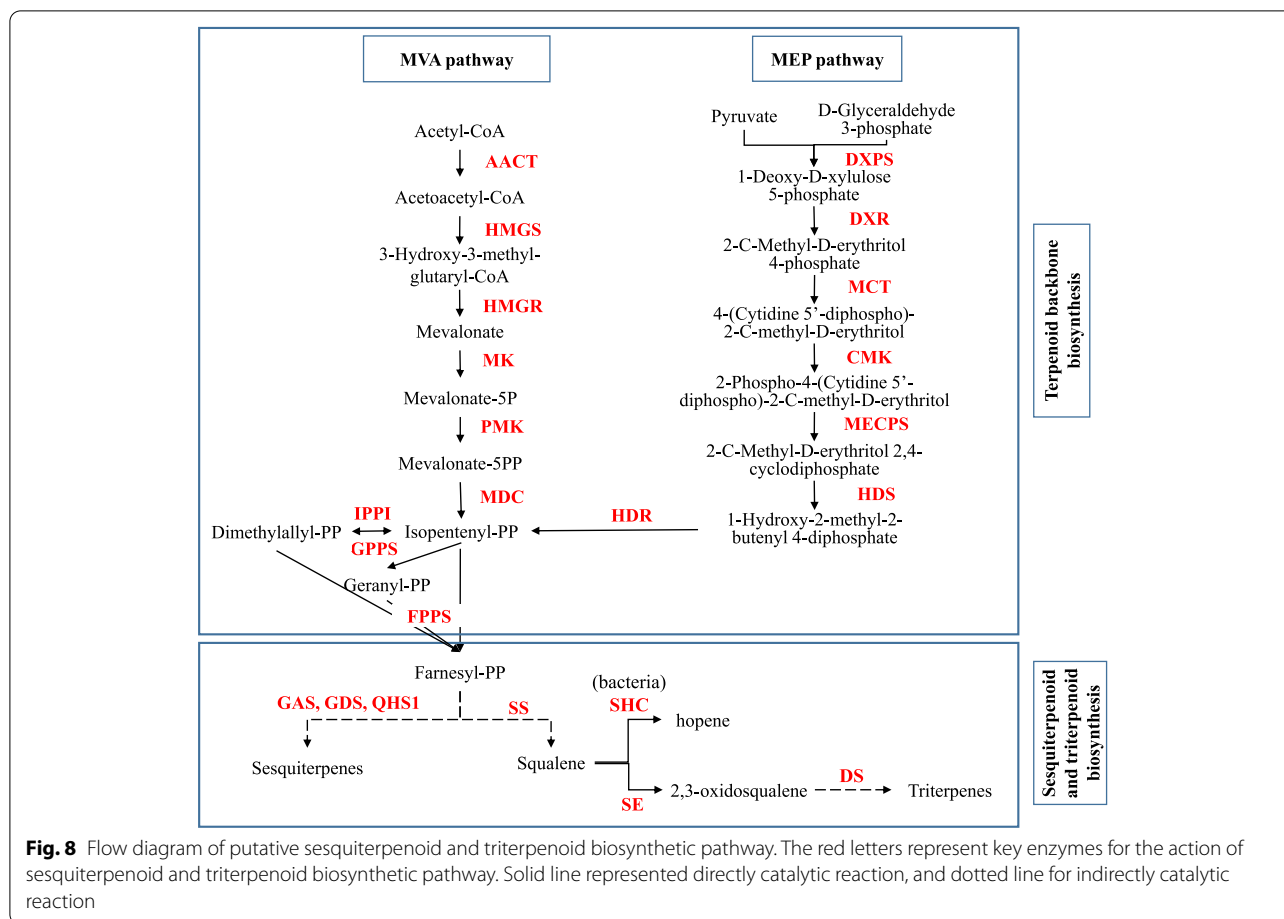 MVA pathway
Acetyl-CoA
AACT
Acetoacetyl-CoA
HMGS
3-Hydroxy-3-methyl-
glutaryl-CoA
HMGR
Mevalonate
MK
Mevalonate-5P
PMK
Mevalonate-5PP
MDC
IPPI
Dimethylallyl-PP
Isopentenyl-PP
GPPS
Geranyl-PP
FPPS
MEP pathway
Pyruvate
D-Glyceraldehyde
3-phosphate
DXPS
1-Deoxy-D-xylulose
5-phosphate
DXR
2-C-Methyl-D-erythritol
4-phosphate
MCT
4-(Cytidine 5’-diphospho)-
2-C-methyl-D-erythritol
CMK
2-Phospho-4-(Cytidine 5’-
diphospho)-2-C-methyl-D-erythritol
MECPS
2-C-Methyl-D-erythritol 2,4-
cyclodiphosphate
HDS
1-Hydroxy-2-methyl-2-
butenyl 4-diphosphate
HDR
Terpenoid backbone
biosynthesis
Farnesyl-PP
GAS, GDS, QHS1
SS
(bacteria)
SHC
hopene
Sesquiterpenes
Squalene
SE
2,3-oxidosqualene
DS
Triterpenes
Sesquiterpenoid
and triterpenoid
biosynthesis
Fig. 8 Flow diagram of putative sesquiterpenoid and triterpenoid biosynthetic pathway. The red letters represent key enzymes for the action of
sesquiterpenoid and triterpenoid biosynthetic pathway. Solid line represented directly catalytic reaction, and dotted line for indirectly catalytic
reaction